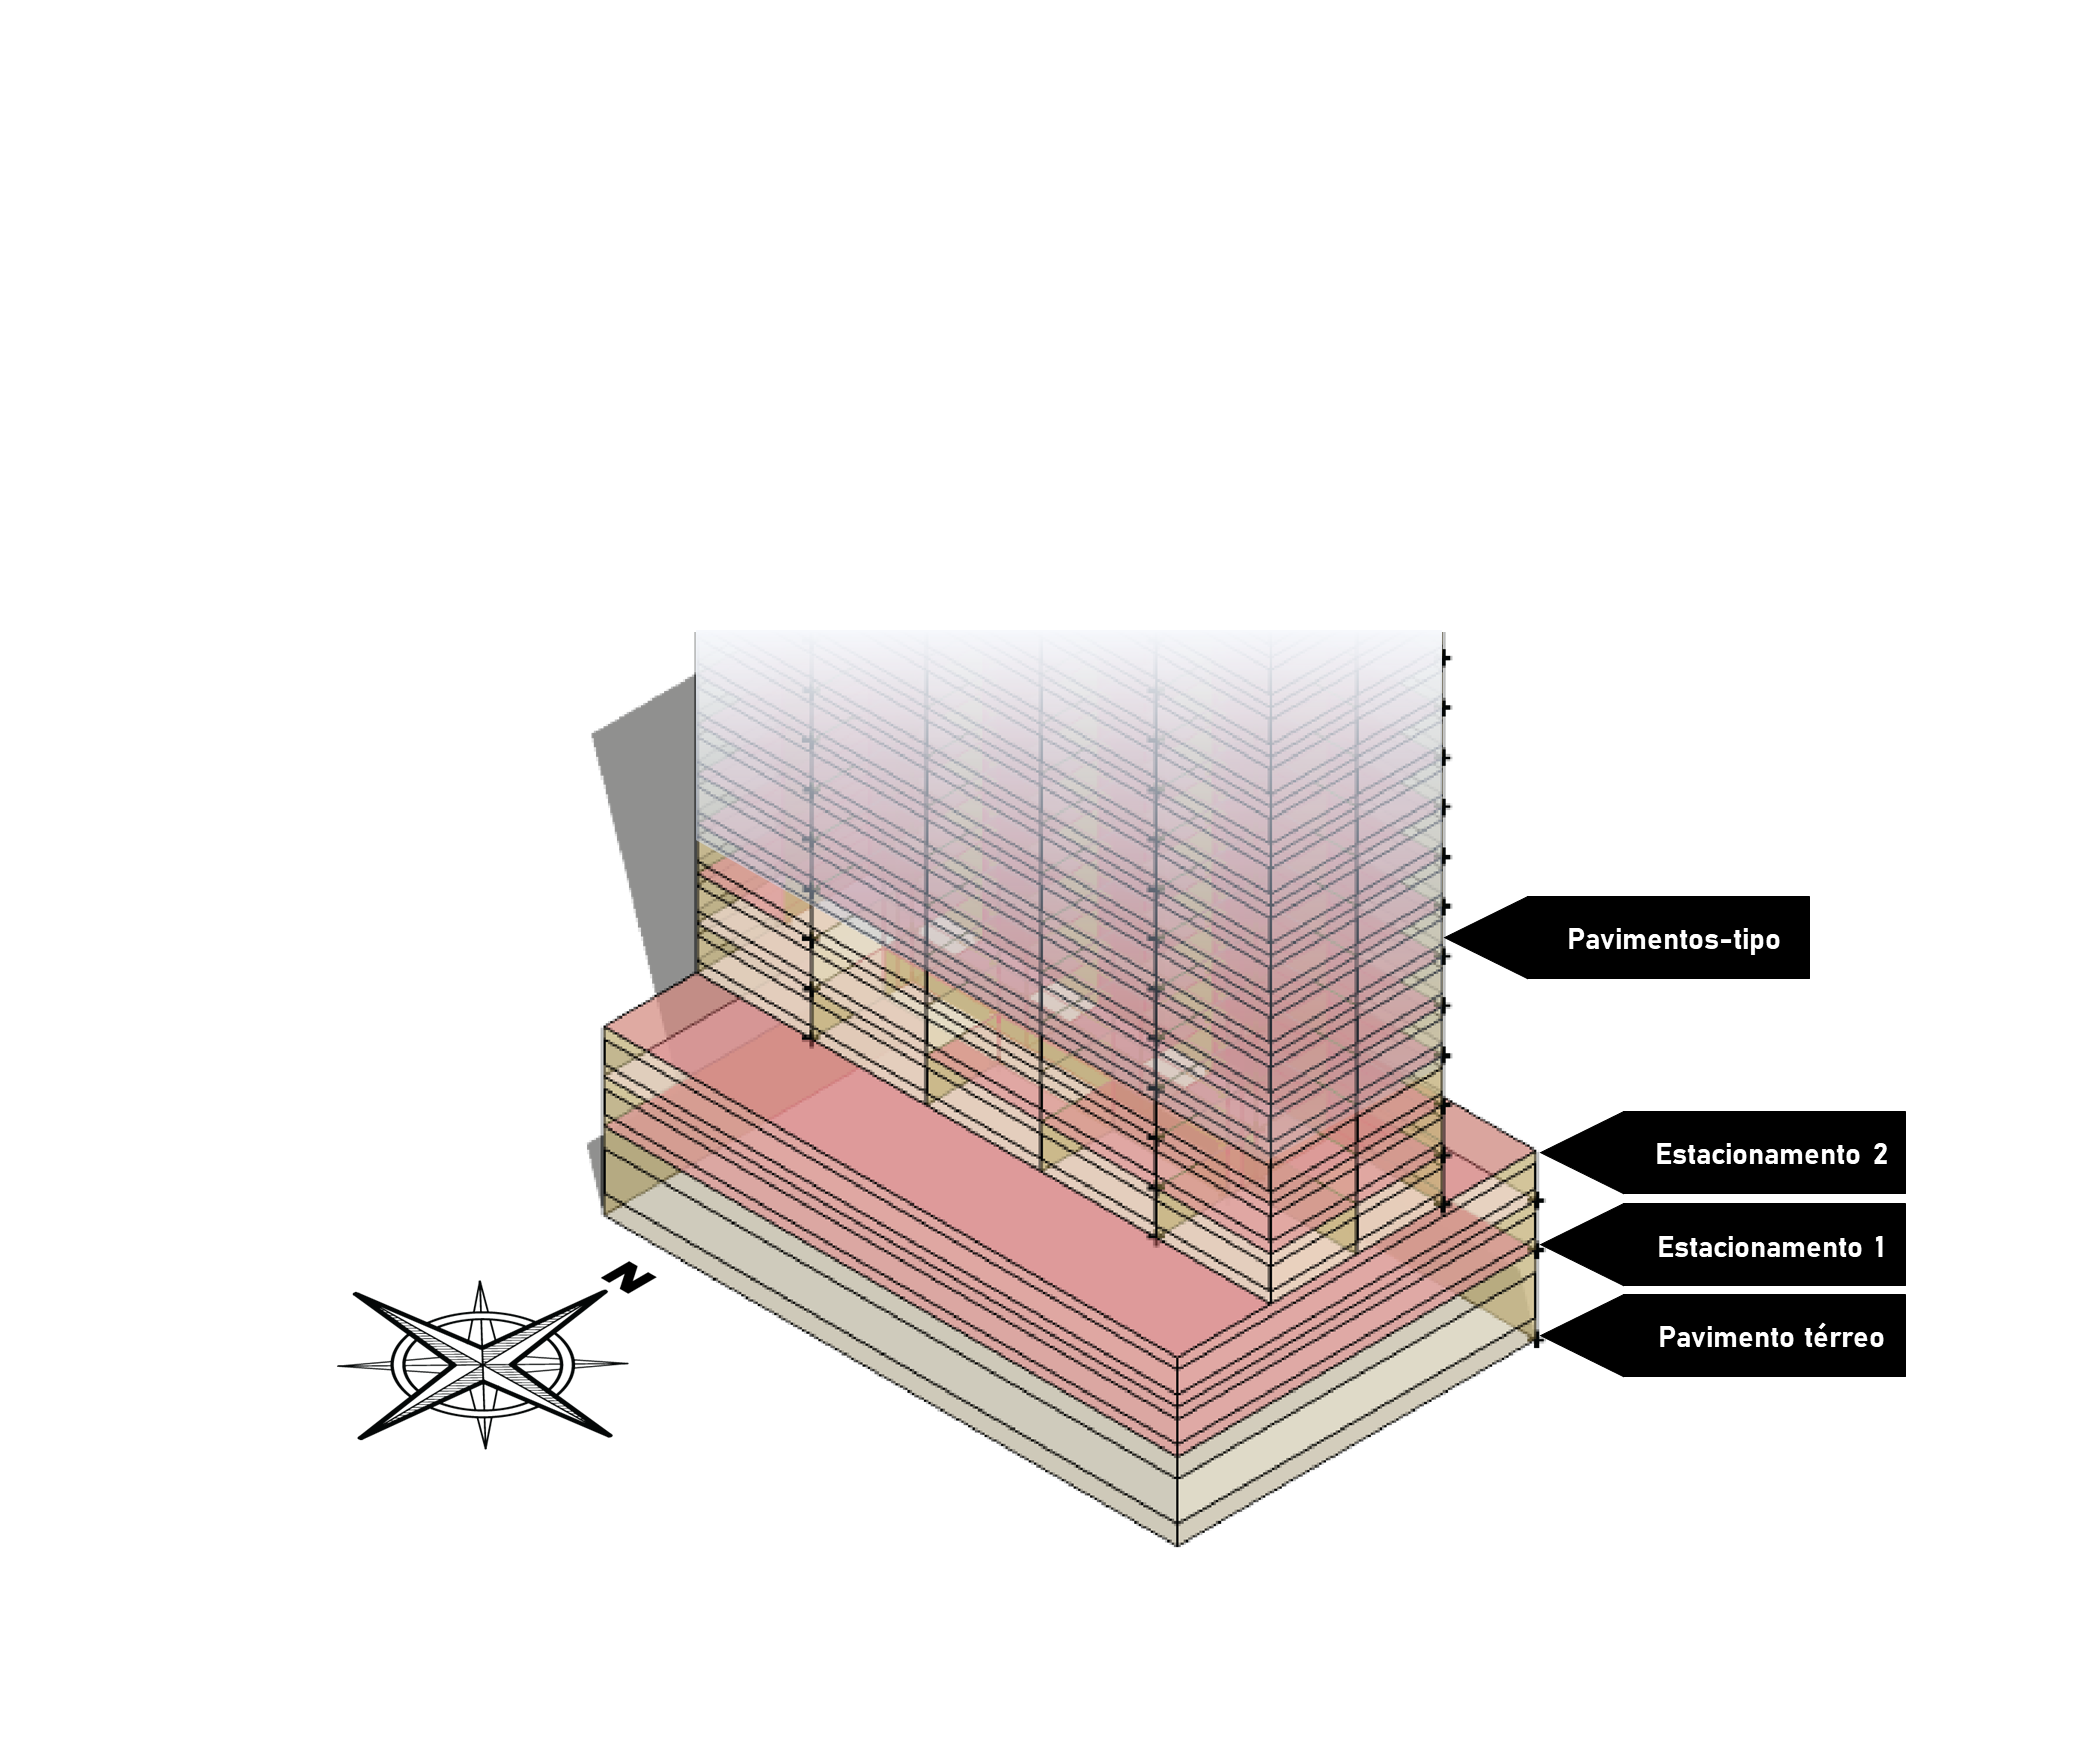 Pavimentos-tipo
Estacionamento 2
Estacionamento 1
Pavimento térreo
N